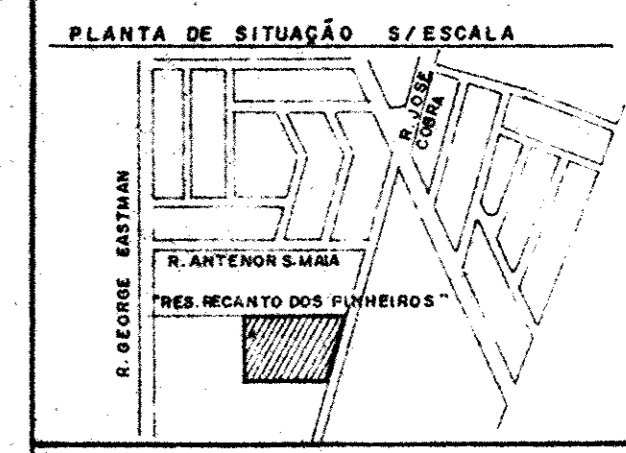 PLANTA DE SITUAÇÃO S/ESCALA
R. JOSÉ
COBRA
R. GEORGE EASTMAN
R. ANTENOR S. MAIA
"RES. RECANTO DOS PINHEIROS"